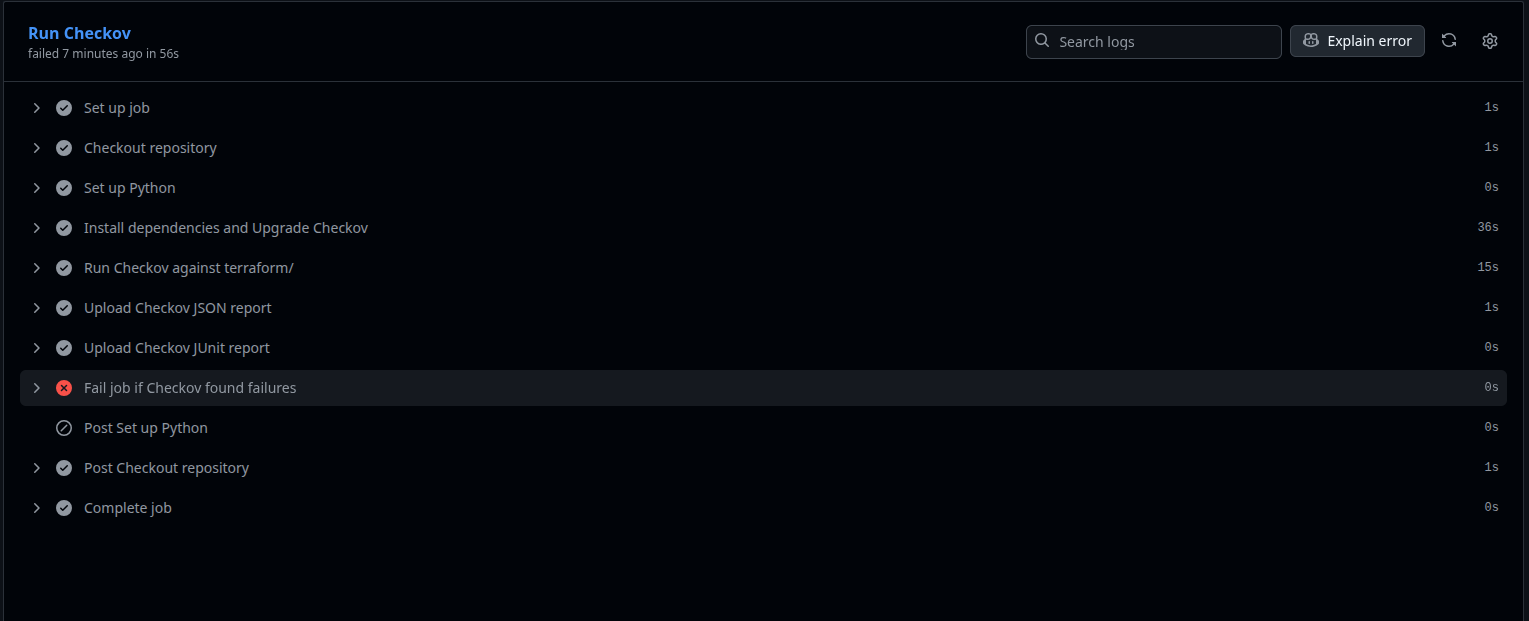 Run Checkov
failed 7 minutes ago in 56s
Search logs
Explain error
Set up job 1s
Checkout repository 1s
Set up Python 0s
Install dependencies and Upgrade Checkov 36s
Run Checkov against terraform/ 15s
Upload Checkov JSON report 1s
Upload Checkov JUnit report 0s
Fail job if Checkov found failures 0s
Post Set up Python 0s
Post Checkout repository 1s
Complete job 0s